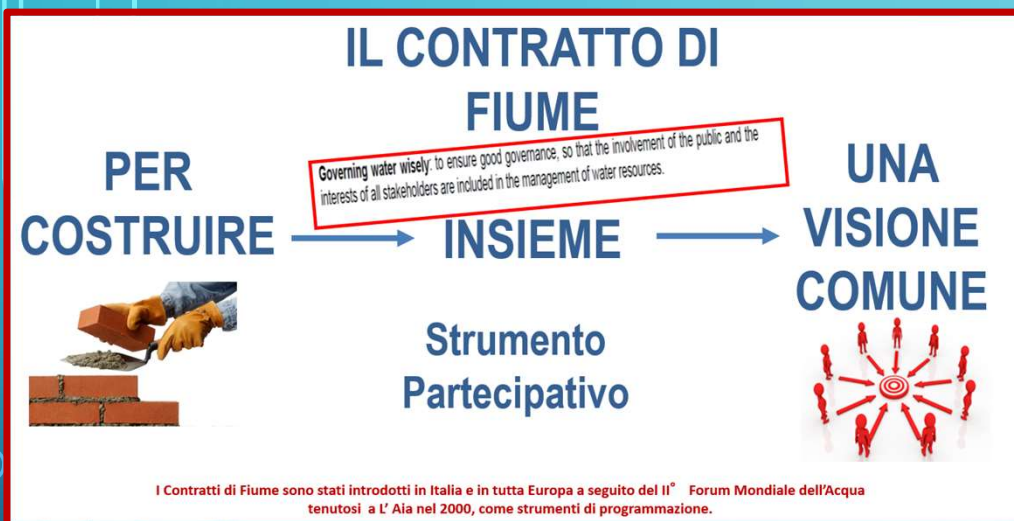 IL CONTRATTO DI
FIUME
Governing water wisely: to ensure good governance, so that the involvement of the public and the
interests of all stakeholders are included in the management of water resources.
PER
COSTRUIRE
INSIEME
UNA
VISIONE
COMUNE
Strumento
Partecipativo
I Contratti di Fiume sono stati introdotti in Italia e in tutta Europa a seguito del II° Forum Mondiale dell'Acqua
tenutosi a L' Aia nel 2000, come strumenti di programmazione.